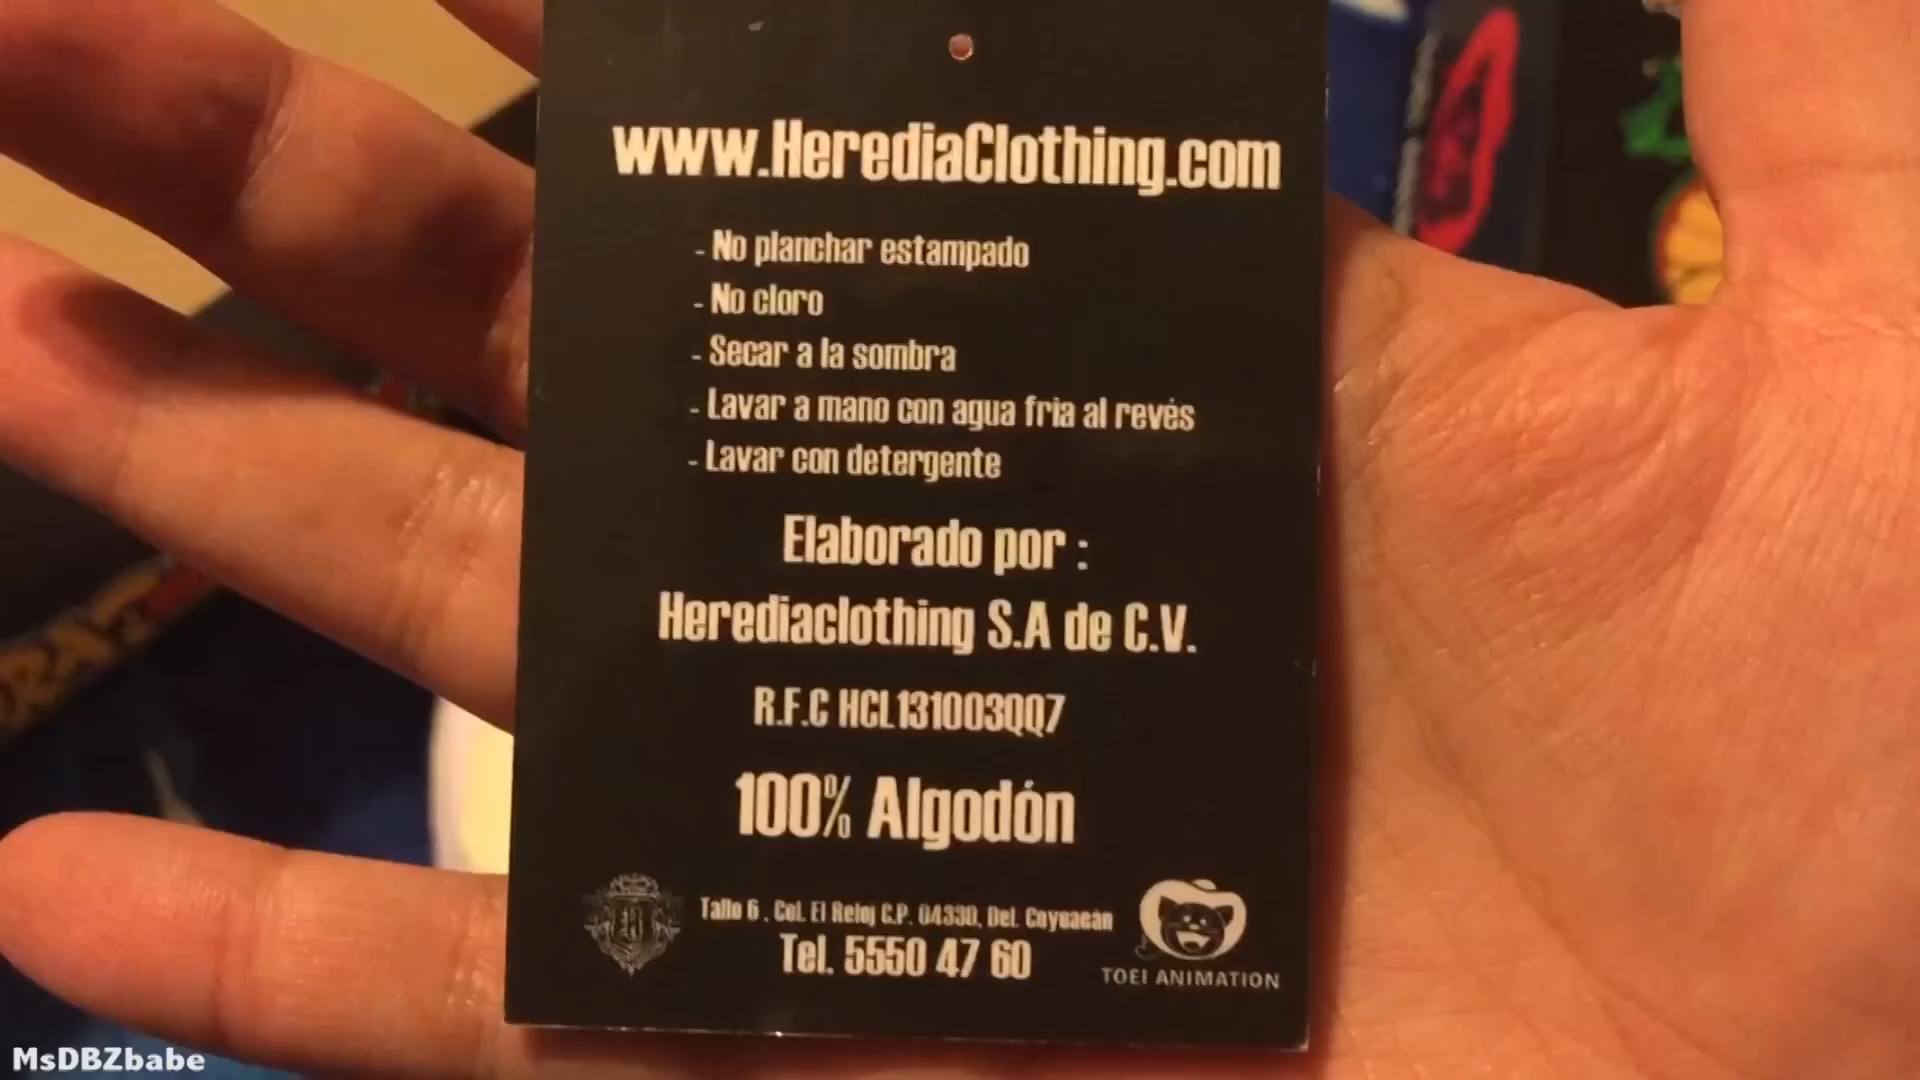 www.HerediaClothing.com
- No planchar estampado
- No cloro
- Secar a la sombra
- Lavar a mano con agua fria al revés
- Lavar con detergente
Elaborado por :
Herediaclothing S.A de C.V.
R.F.C HCL131003QQ7
100% Algodón
Tallo 6 , Col. El Reloj C.P. 04330, Del. Coyoacán
Tel. 5550 47 60
TOEI ANIMATION
MsDBZbabe